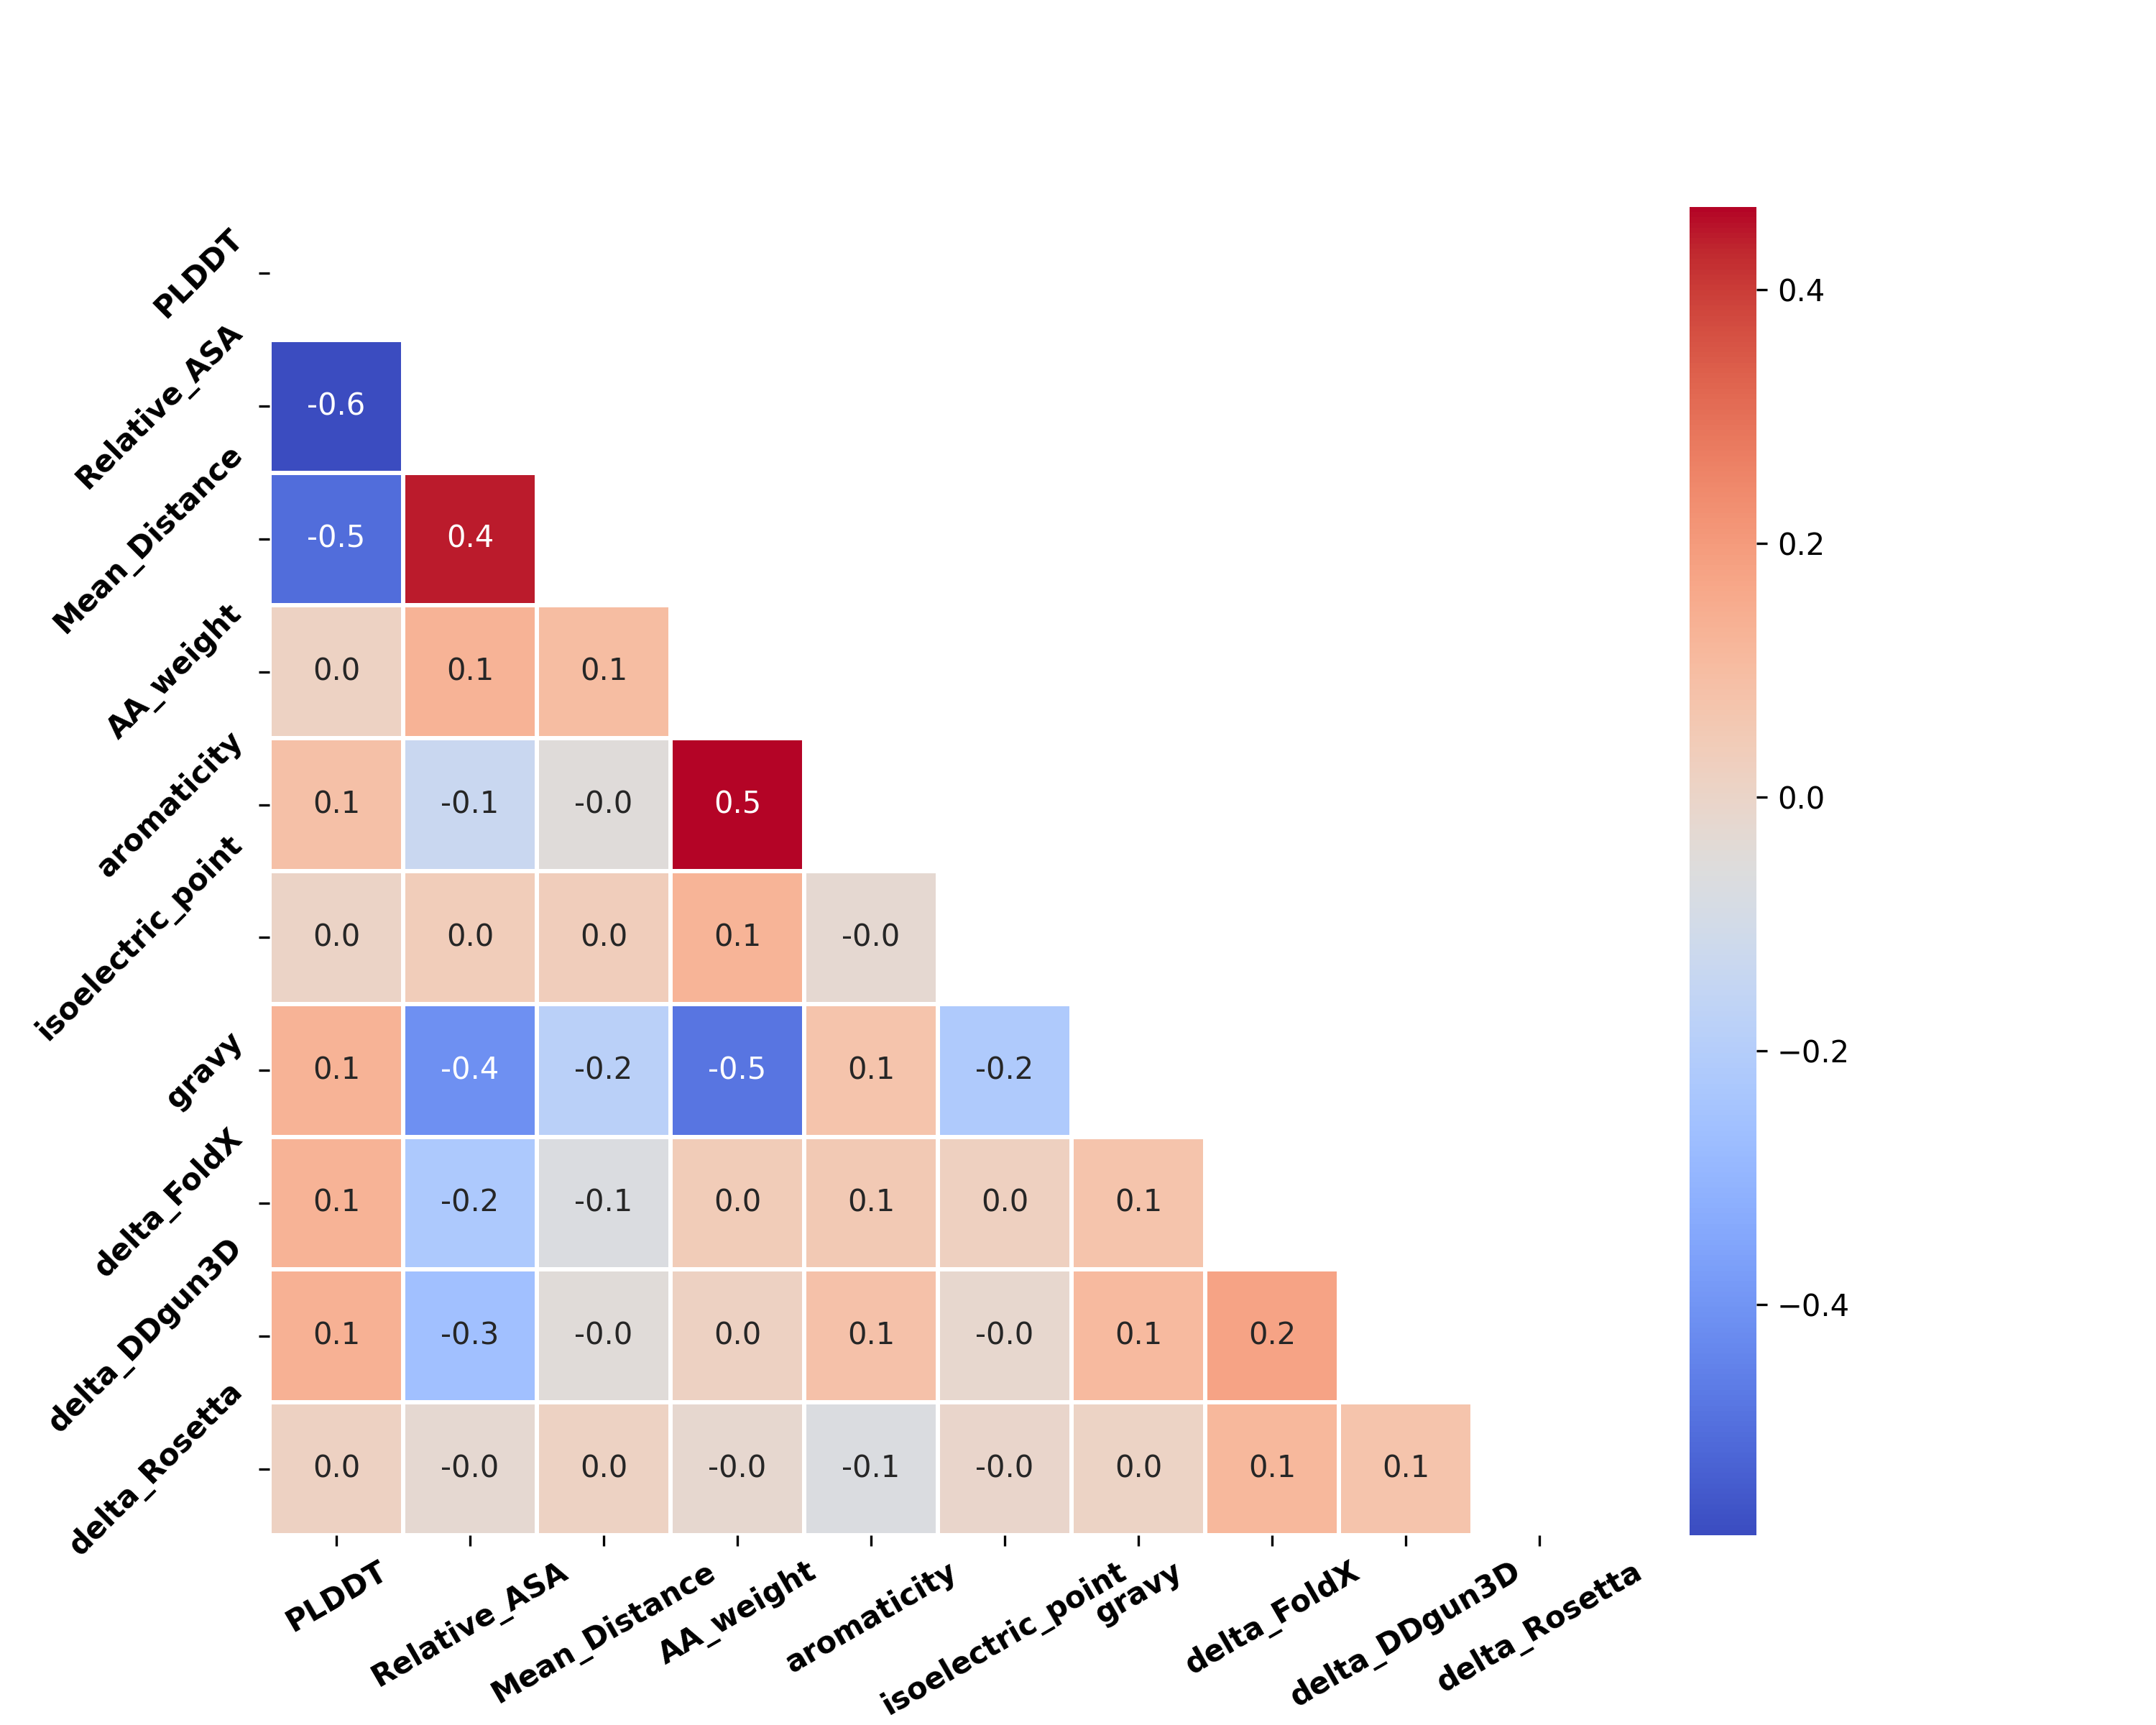 PLDDT
Relative_ASA
-0.6
Mean_Distance
-0.5 0.4
AA_weight
0.0 0.1 0.1
aromaticity
0.1 -0.1 -0.0 0.5
isoelectric_point
0.0 0.0 0.0 0.1 -0.0
gravy
0.1 -0.4 -0.2 -0.5 0.1 -0.2
delta_FoldX
0.1 -0.2 -0.1 0.0 0.1 0.0 0.1
delta_DDgun3D
0.1 -0.3 -0.0 0.0 0.1 -0.0 0.1 0.2
delta_Rosetta
0.0 -0.0 0.0 -0.0 -0.1 -0.0 0.0 0.1 0.1
PLDDT
Relative_ASA
Mean_Distance
AA_weight
aromaticity
isoelectric_point
gravy
delta_FoldX
delta_DDgun3D
delta_Rosetta
0.4
0.2
0.0
−0.2
−0.4